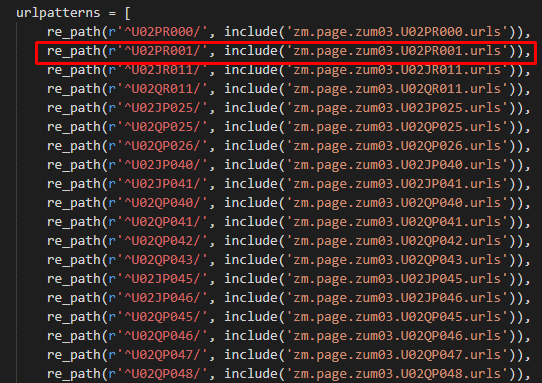 urlpatterns = [
re_path(r'^U02PR000/', include('zm.page.zum03.U02PR000.urls')),
re_path(r'^U02PR001/', include('zm.page.zum03.U02PR001.urls')),
re_path(r'^U02JR011/', include('zm.page.zum03.U02JR011.urls')),
re_path(r'^U02QR011/', include('zm.page.zum03.U02QR011.urls')),
re_path(r'^U02JP025/', include('zm.page.zum03.U02JP025.urls')),
re_path(r'^U02QP025/', include('zm.page.zum03.U02QP025.urls')),
re_path(r'^U02QP026/', include('zm.page.zum03.U02QP026.urls')),
re_path(r'^U02JP040/', include('zm.page.zum03.U02JP040.urls')),
re_path(r'^U02JP041/', include('zm.page.zum03.U02JP041.urls')),
re_path(r'^U02QP040/', include('zm.page.zum03.U02QP040.urls')),
re_path(r'^U02QP041/', include('zm.page.zum03.U02QP041.urls')),
re_path(r'^U02QP042/', include('zm.page.zum03.U02QP042.urls')),
re_path(r'^U02QP043/', include('zm.page.zum03.U02QP043.urls')),
re_path(r'^U02JP045/', include('zm.page.zum03.U02JP045.urls')),
re_path(r'^U02JP046/', include('zm.page.zum03.U02JP046.urls')),
re_path(r'^U02QP045/', include('zm.page.zum03.U02QP045.urls')),
re_path(r'^U02QP046/', include('zm.page.zum03.U02QP046.urls')),
re_path(r'^U02QP047/', include('zm.page.zum03.U02QP047.urls')),
re_path(r'^U02QP048/', include('zm.page.zum03.U02QP048.urls')),